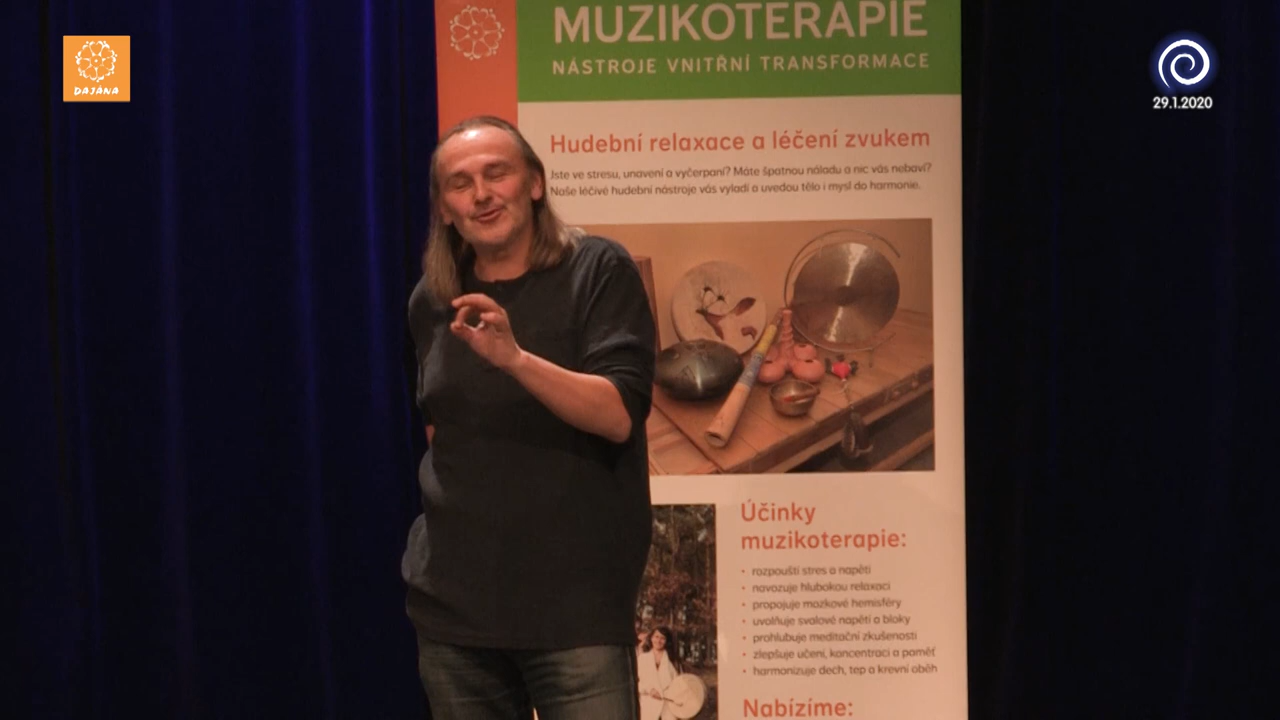 DAJÁNA
29.1.2020
MUZIKOTERAPIE
NÁSTROJE VNITŘNÍ TRANSFORMACE
Hudební relaxace a léčení zvukem
Jste ve stresu, unavení a vyčerpaní? Máte špatnou náladu a nic vás nebaví?
Naše léčivé hudební nástroje vás vyladí a uvedou tělo i mysl do harmonie.
Účinky
muzikoterapie:
• rozpouští stres a napětí
• navozuje hlubokou relaxaci
• propojuje mozkové hemisféry
• uvolňuje svalové napětí a bloky
• prohlubuje meditační zkušenosti
• zlepšuje učení, koncentraci a paměť
• harmonizuje dech, tep a krevní oběh
Nabízíme: